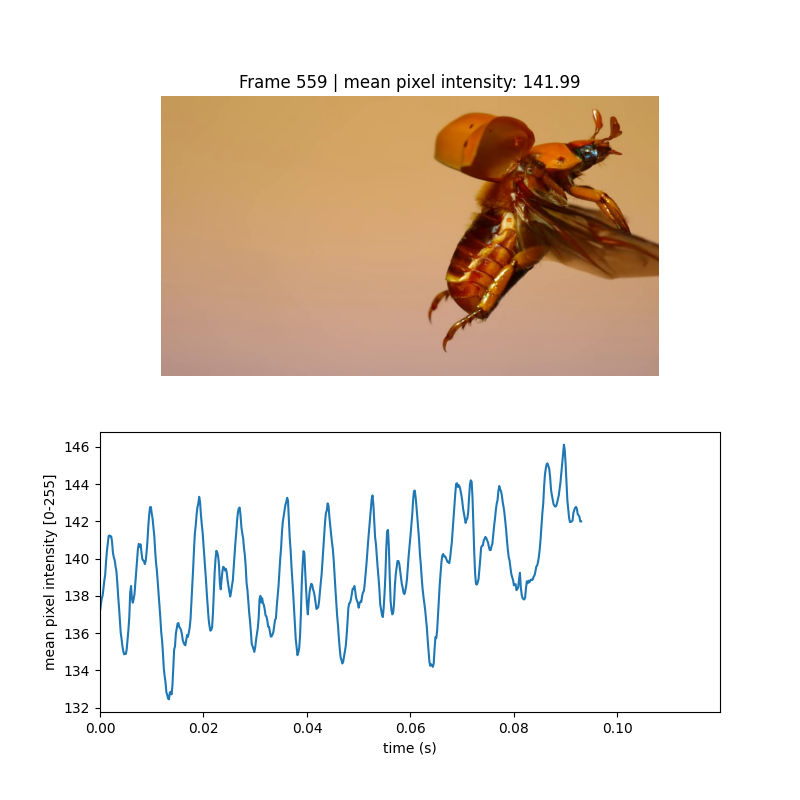 Frame 559 | mean pixel intensity: 141.99
146
144
142
140
138
136
134
132
mean pixel intensity [0-255]
0.00 0.02 0.04 0.06 0.08 0.10
time (s)